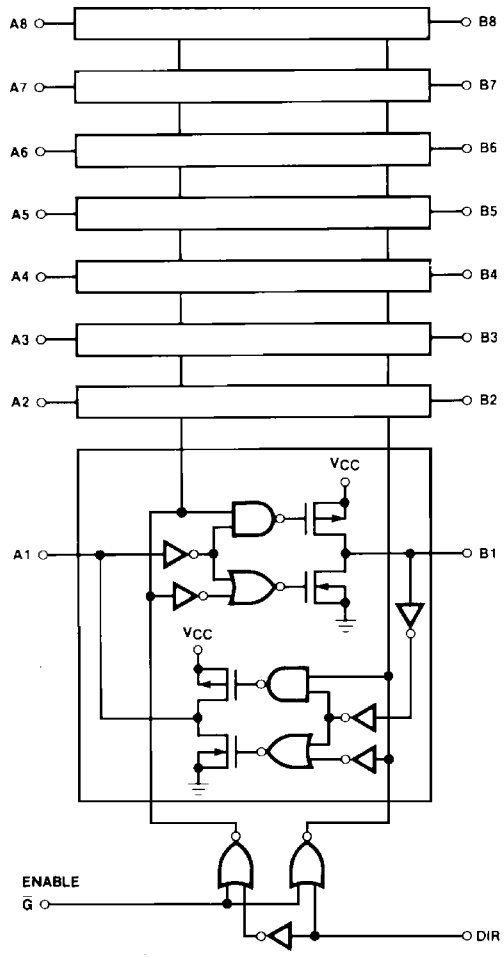 A8 B8
A7 B7
A6 B6
A5 B5
A4 B4
A3 B3
A2 B2
VCC
A1 B1
VCC
ENABLE
G̅ DIR